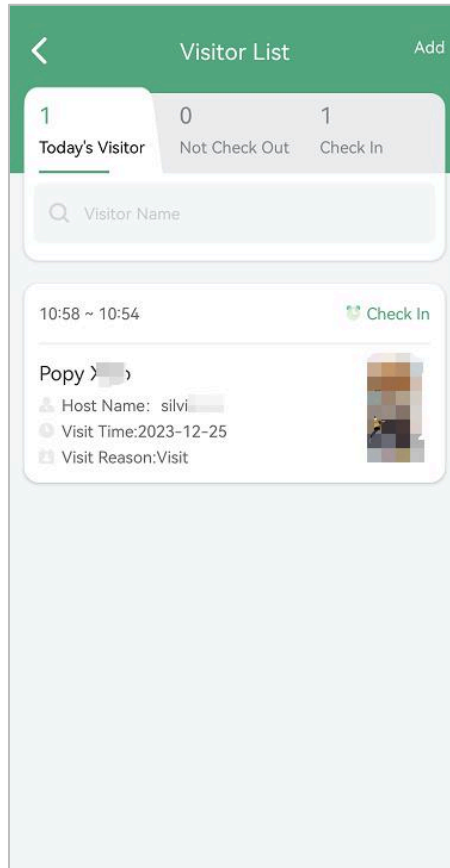 Visitor List
Add
1
0
1
Today's Visitor
Not Check Out
Check In
Visitor Name
10:58 ~ 10:54
Check In
Popy
Host Name:
Visit Time:2023-12-25
Visit Reason:Visit